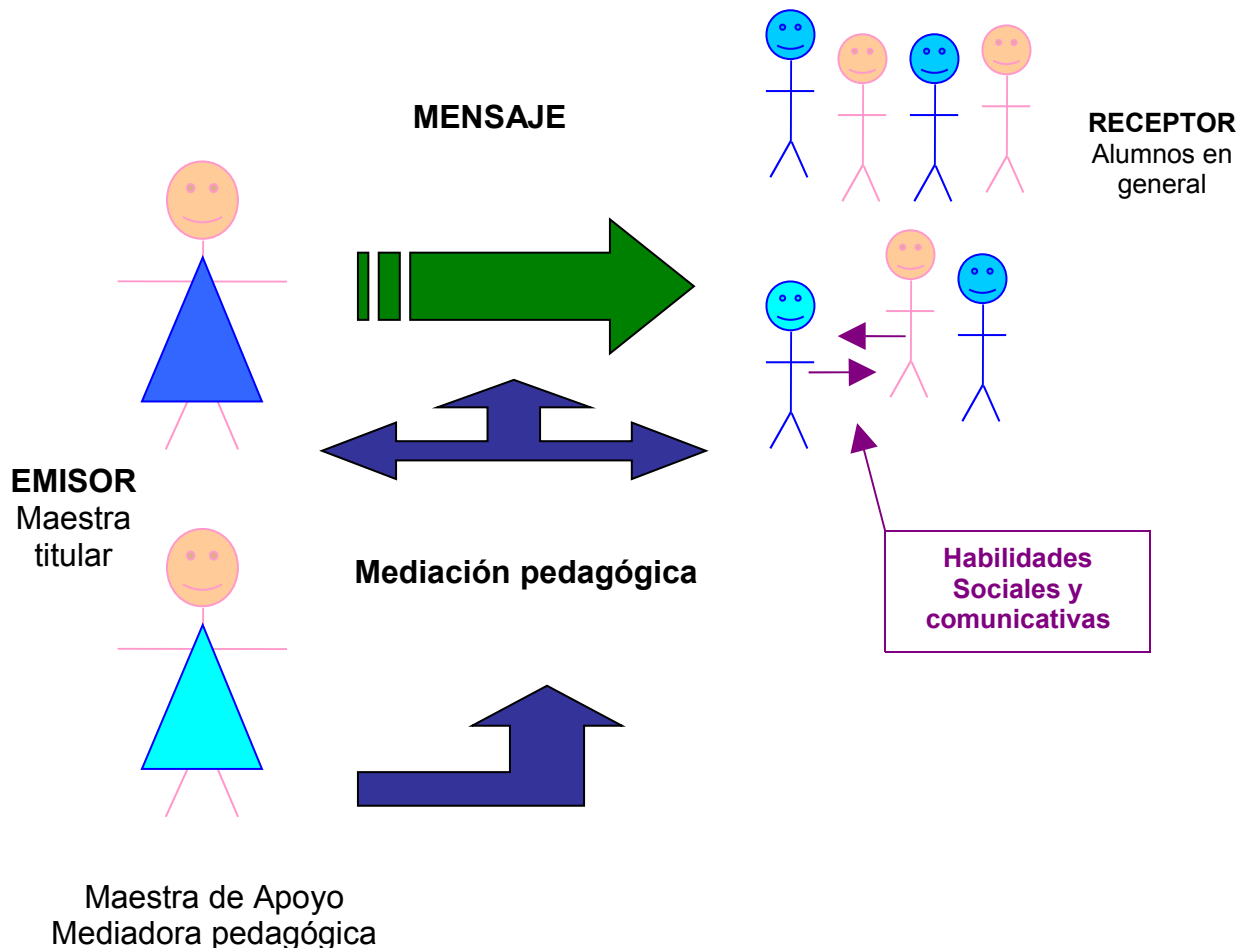 MENSAJE
RECEPTOR
Alumnos en
general
EMISOR
Maestra
titular
Mediación pedagógica
Habilidades
Sociales y
comunicativas
Maestra de Apoyo
Mediadora pedagógica